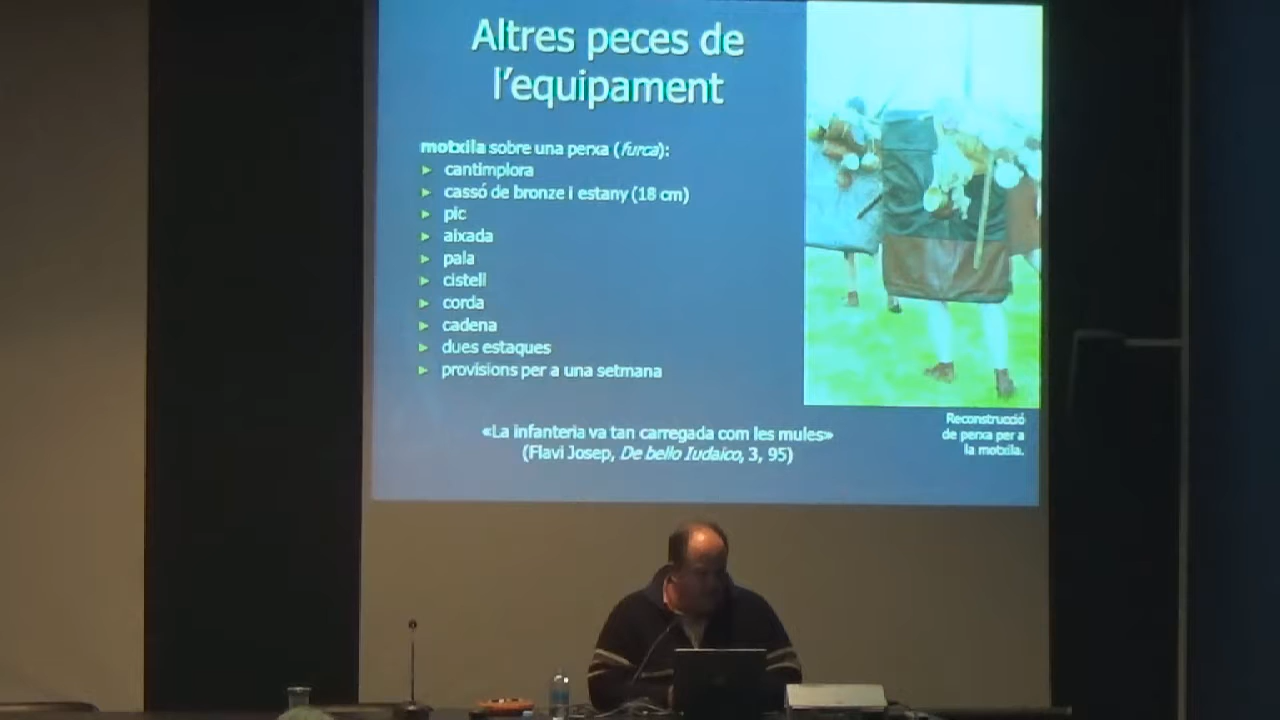 Altres peces de
l'equipament
motxila sobre una perxa (furca):
► cantimplora
► cassó de bronze i estany (18 cm)
► pic
► aixada
► pala
► cistell
► corda
► cadena
► dues estaques
► provisions per a una setmana
«La infanteria va tan carregada com les mules»
(Flavi Josep, De bello Iudaico, 3, 95)
Reconstrucció
de perxa per a
la motxila.